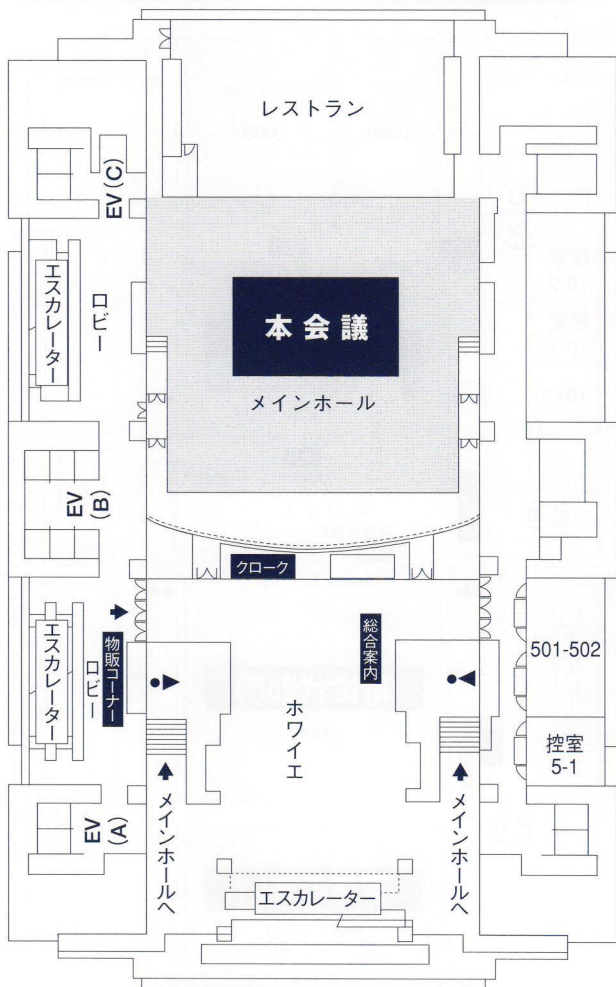 レストラン
EV(C)
エスカレーター
ロビー
本会議
メインホール
EV
(B)
クローク
エスカレーター
ロビー
物販コーナー
総合案内
ホワイエ
501-502
控室
5-1
EV
(A)
メインホールへ
メインホールへ
エスカレーター